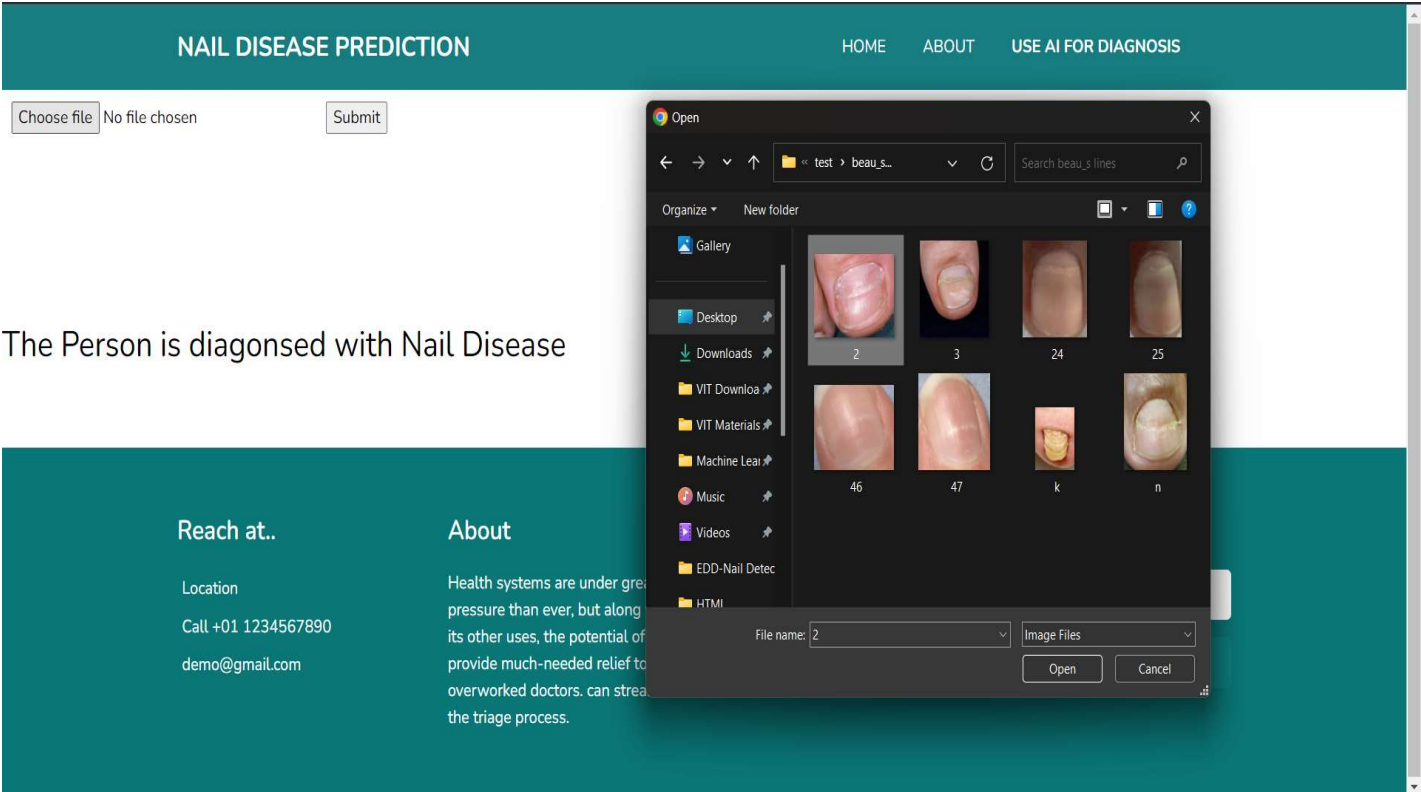 NAIL DISEASE PREDICTION
HOME ABOUT USE AI FOR DIAGNOSIS
Choose file No file chosen Submit
The Person is diagonsed with Nail Disease
Open
« test › beau_s...
Search beau_s lines
Organize New folder
Gallery
Desktop
Downloads
VIT Downloa
VIT Materials
Machine Lear
Music
Videos
EDD-Nail Detec
HTML
2 3 24 25
46 47 k n
File name: 2 Image Files
Open Cancel
Reach at..
Location
Call +01 1234567890
demo@gmail.com
About
Health systems are under grea
pressure than ever, but along
its other uses, the potential of
provide much-needed relief to
overworked doctors. can strea
the triage process.